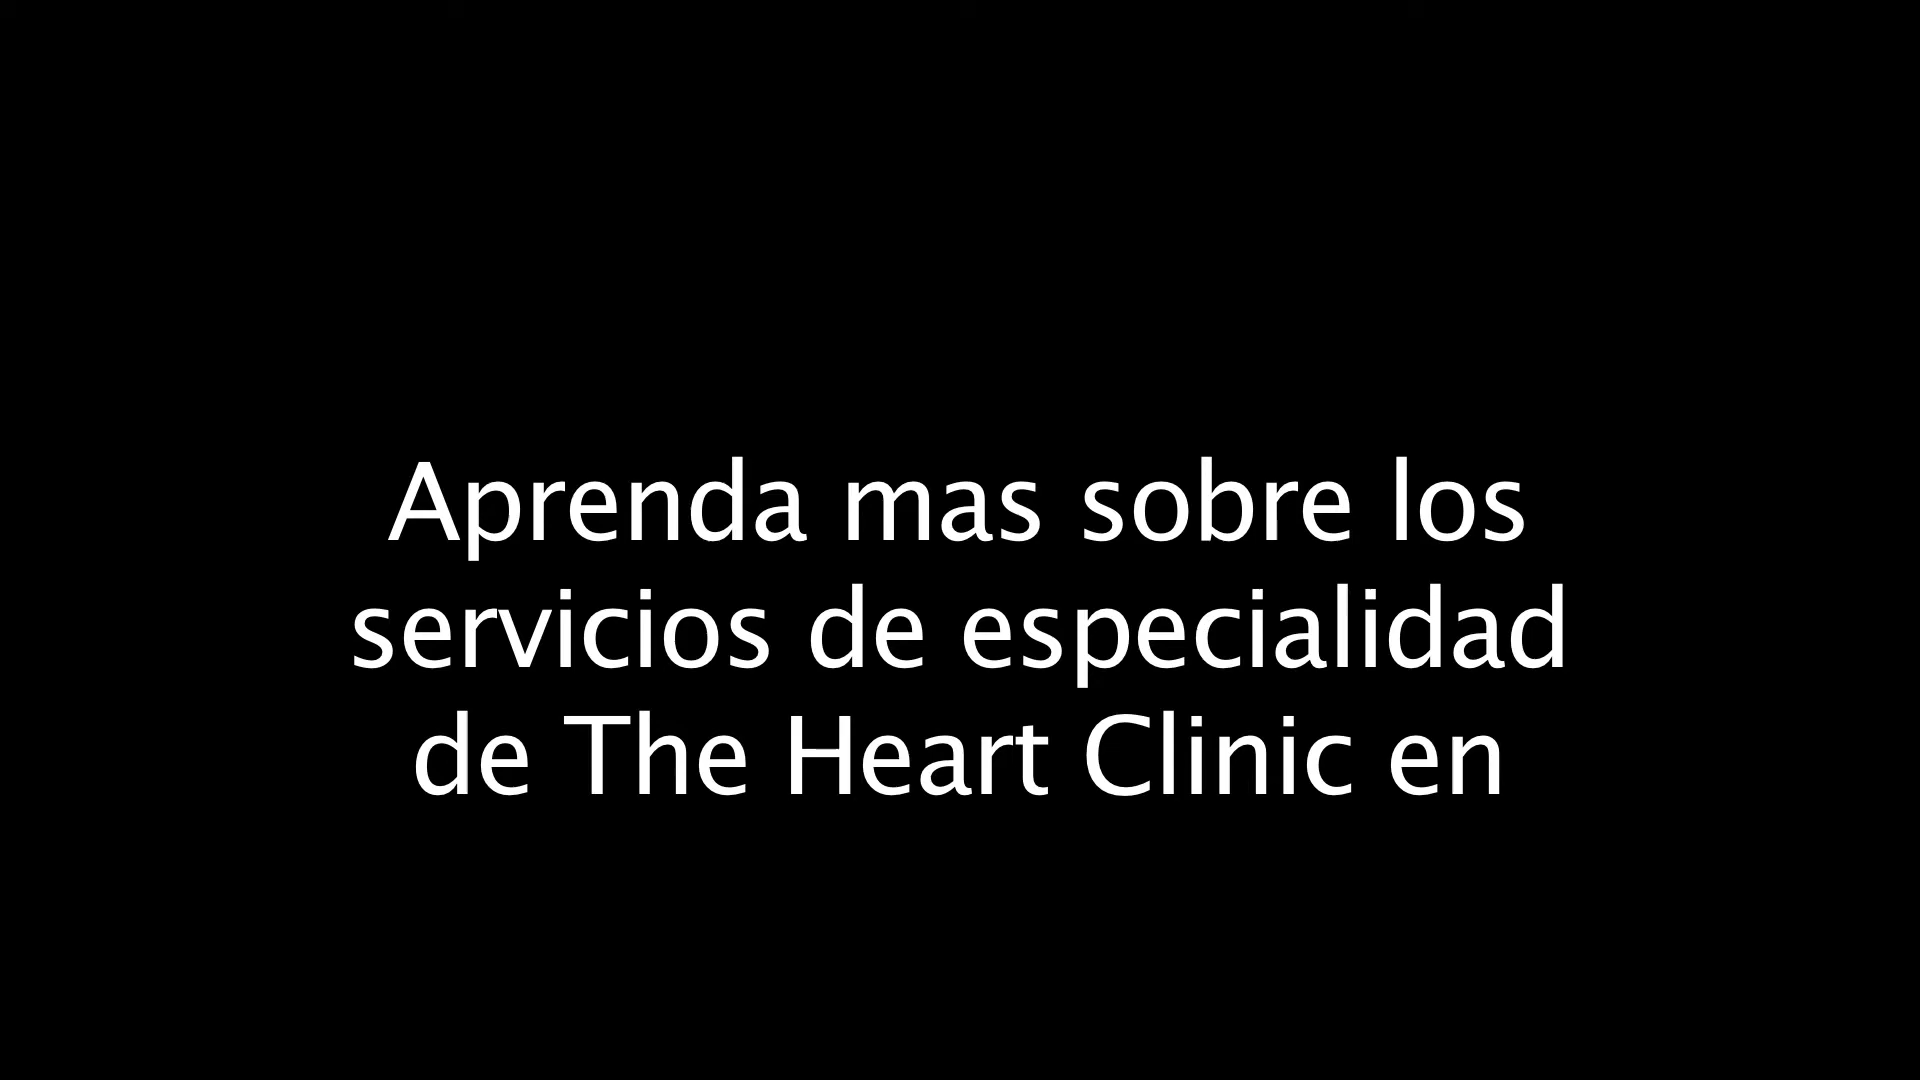 Aprenda mas sobre los
servicios de especialidad
de The Heart Clinic en